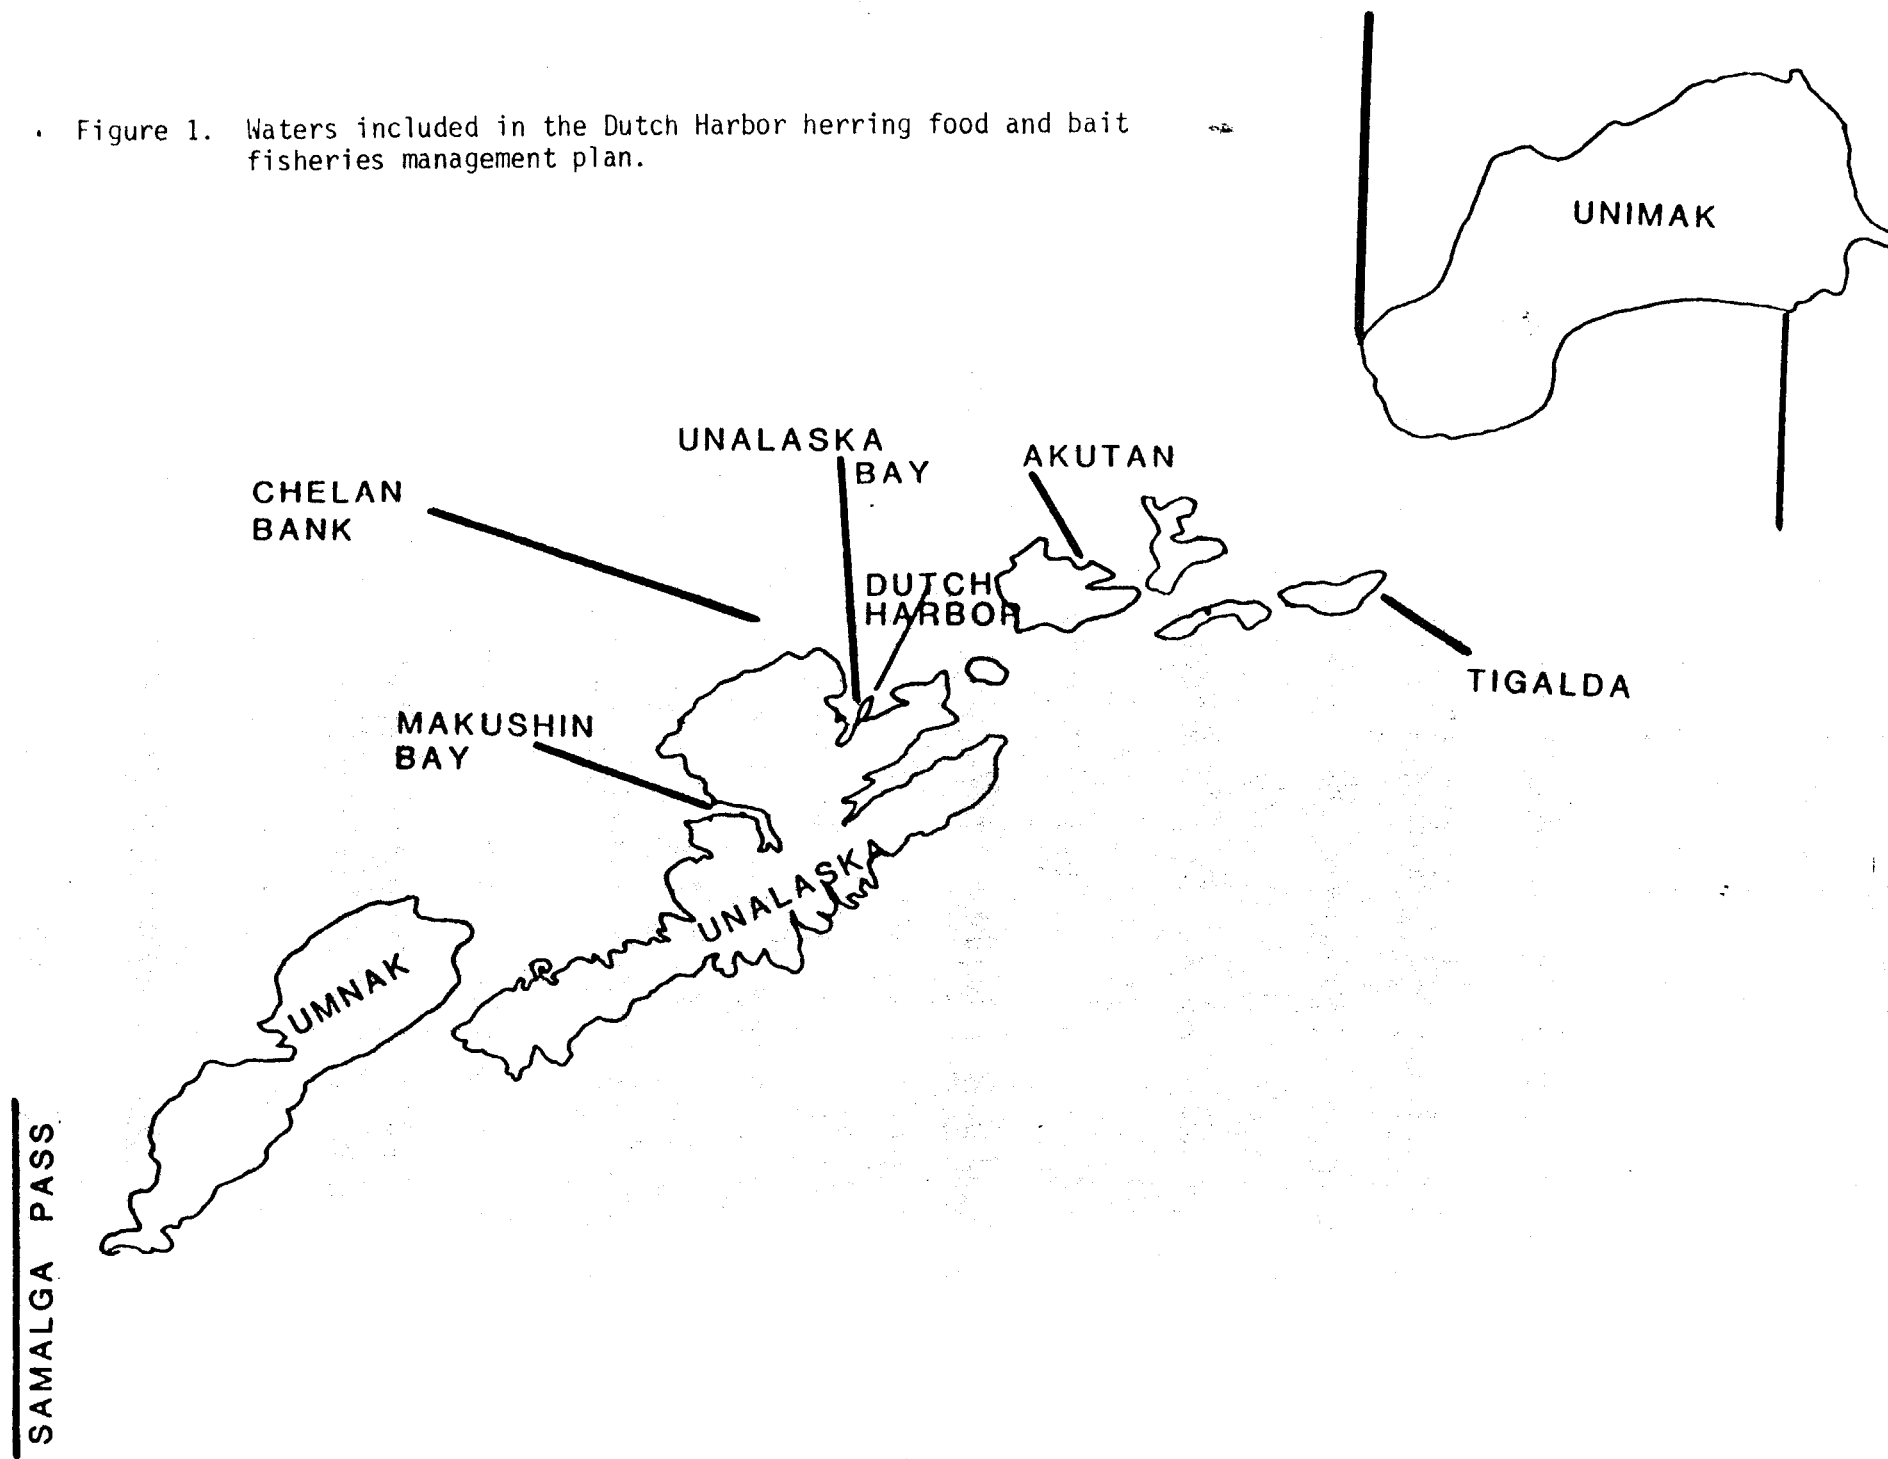 Figure 1. Waters included in the Dutch Harbor herring food and bait
fisheries management plan.
UNIMAK
UNALASKA
BAY
AKUTAN
CHELAN
BANK
DUTCH
HARBOR
TIGALDA
MAKUSHIN
BAY
UNALASKA
UMNAK
SAMALGA PASS